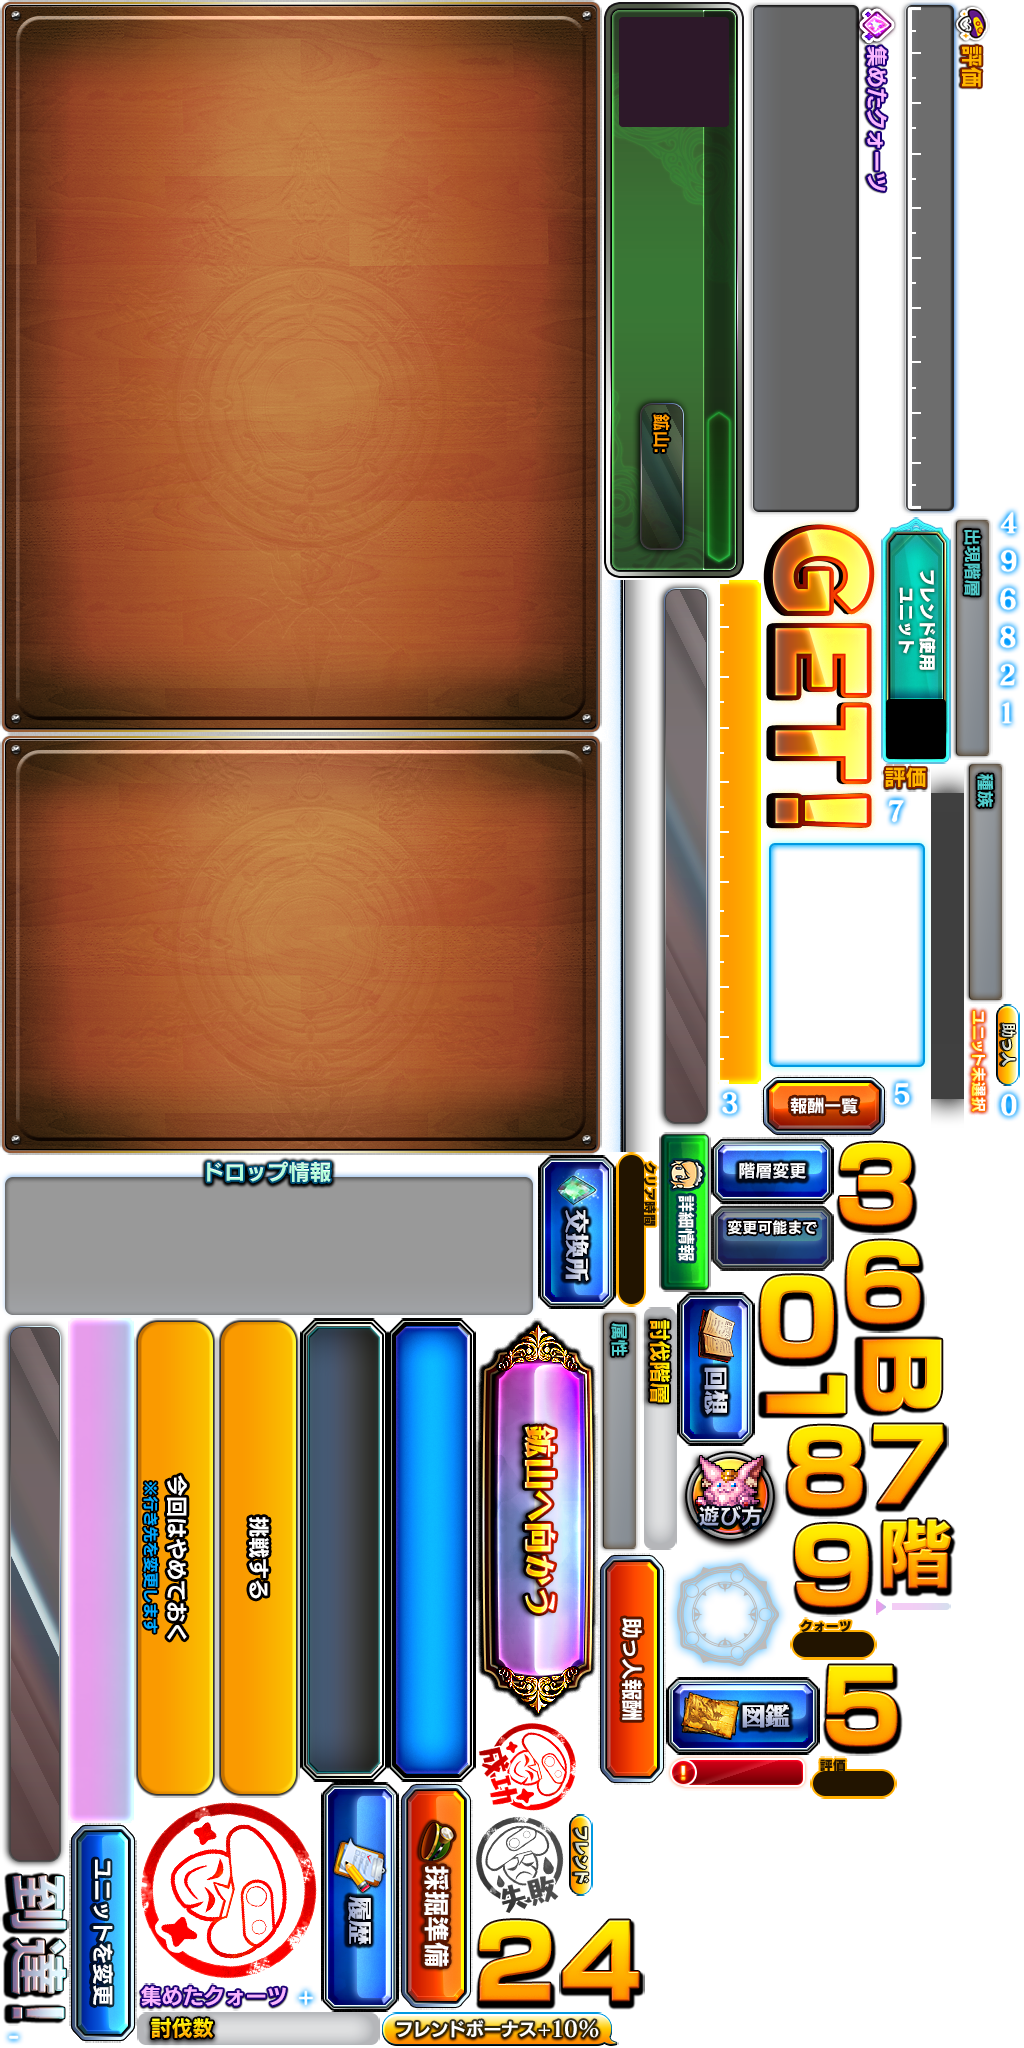 評価
集めたクォーツ
鉱山:
4
9
6
8
2
1
出現階層
フレンド使用
ユニット
GET!
評価
7
種族
助っ人
ユニット未選択
0
3
5
報酬一覧
ドロップ情報
交換所
クリア時間
詳細情報
階層変更
変更可能まで
3
6
0
1
B
8
7
9
階
属性
討伐階層
回想
遊び方
鉱山へ向かう
挑戦する
今回はやめておく
※行き先を変更します
助っ人報酬
クォーツ
5
図鑑
!
評価
成功
失敗
フレンド
履歴
採掘準備
24
到達!
-
ユニットを変更
集めたクォーツ
+
討伐数
フレンドボーナス+10%